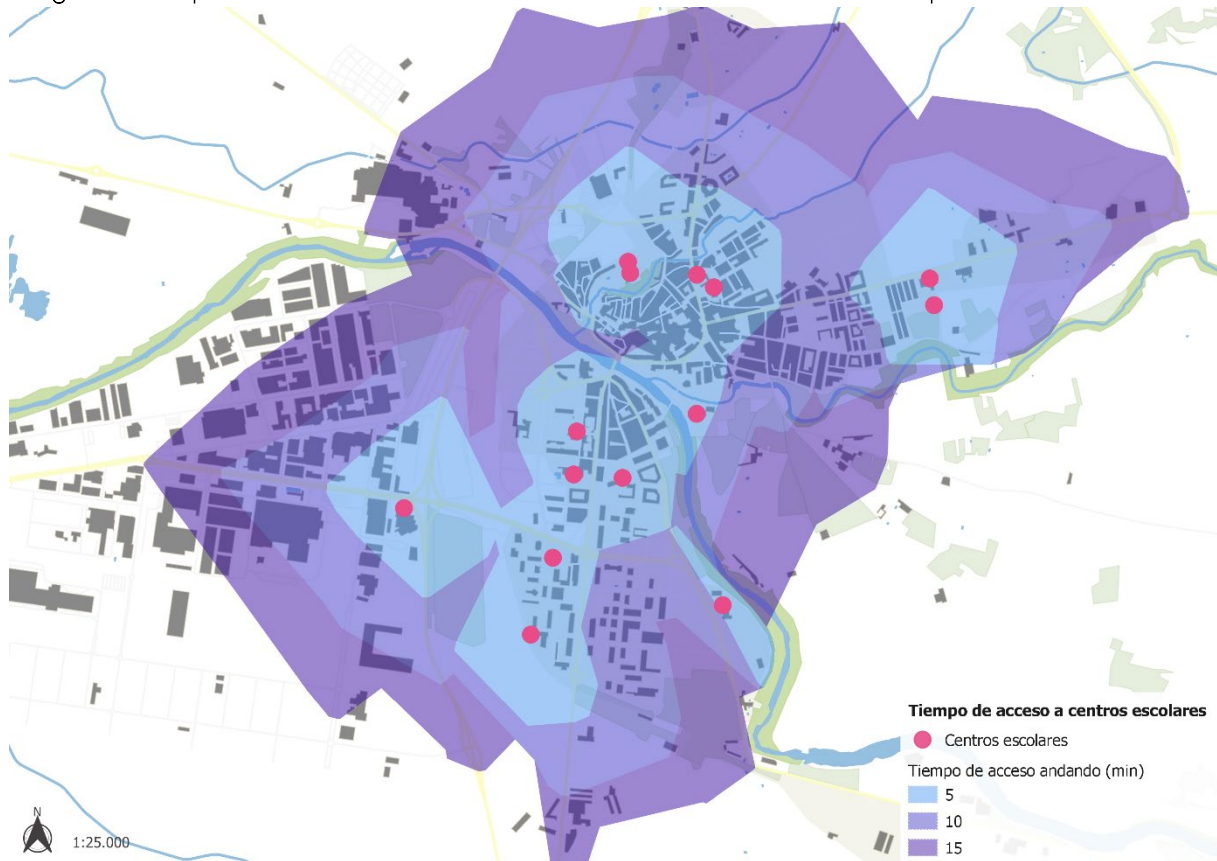 Tiempo de acceso a centros escolares
Centros escolares
Tiempo de acceso andando (min)
5
10
15
N
1:25.000